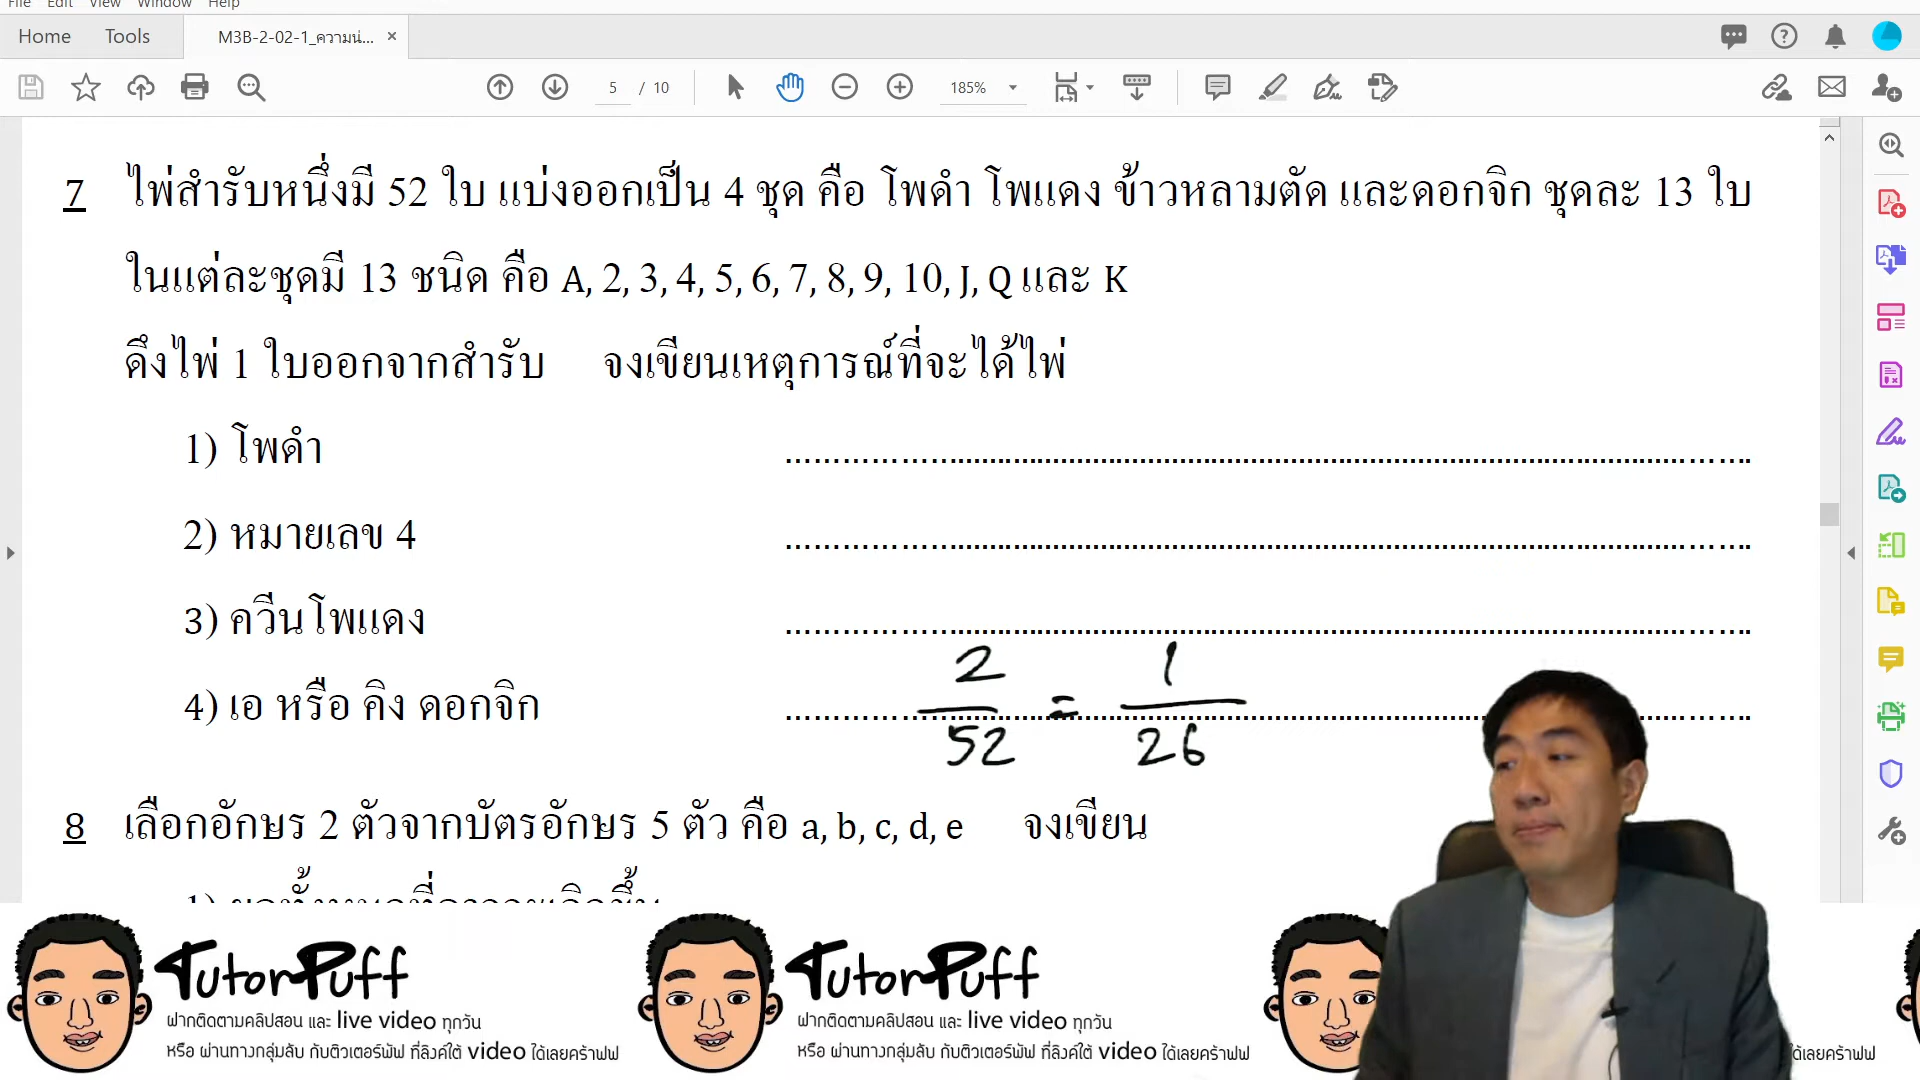 File Edit View Window Help
Home Tools M3B-2-02-1_ความน่... ×
5 / 10 185%
7 ไพ่สำรับหนึ่งมี 52 ใบ แบ่งออกเป็น 4 ชุด คือ โพดำ โพแดง ข้าวหลามตัด และดอกจิก ชุดละ 13 ใบ
ในแต่ละชุดมี 13 ชนิด คือ A, 2, 3, 4, 5, 6, 7, 8, 9, 10, J, Q และ K
ดึงไพ่ 1 ใบออกจากสำรับ จงเขียนเหตุการณ์ที่จะได้ไพ่
1) โพดำ
2) หมายเลข 4
3) ควีนโพแดง
4) เอ หรือ คิง ดอกจิก 2/52 = 1/26
8 เลือกอักษร 2 ตัวจากบัตรอักษร 5 ตัว คือ a, b, c, d, e จงเขียน
TutorPuff TutorPuff
ฝากติดตามคลิปสอน และ live video ทุกวัน ฝากติดตามคลิปสอน และ live video ทุกวัน
หรือ ผ่านทางกลุ่มลับ กับติวเตอร์พัฟ ที่ลิงค์ใต้ video ได้เลยคร้าฟฟ หรือ ผ่านทางกลุ่มลับ กับติวเตอร์พัฟ ที่ลิงค์ใต้ video ได้เลยคร้าฟฟ ได้เลยคร้าฟฟ